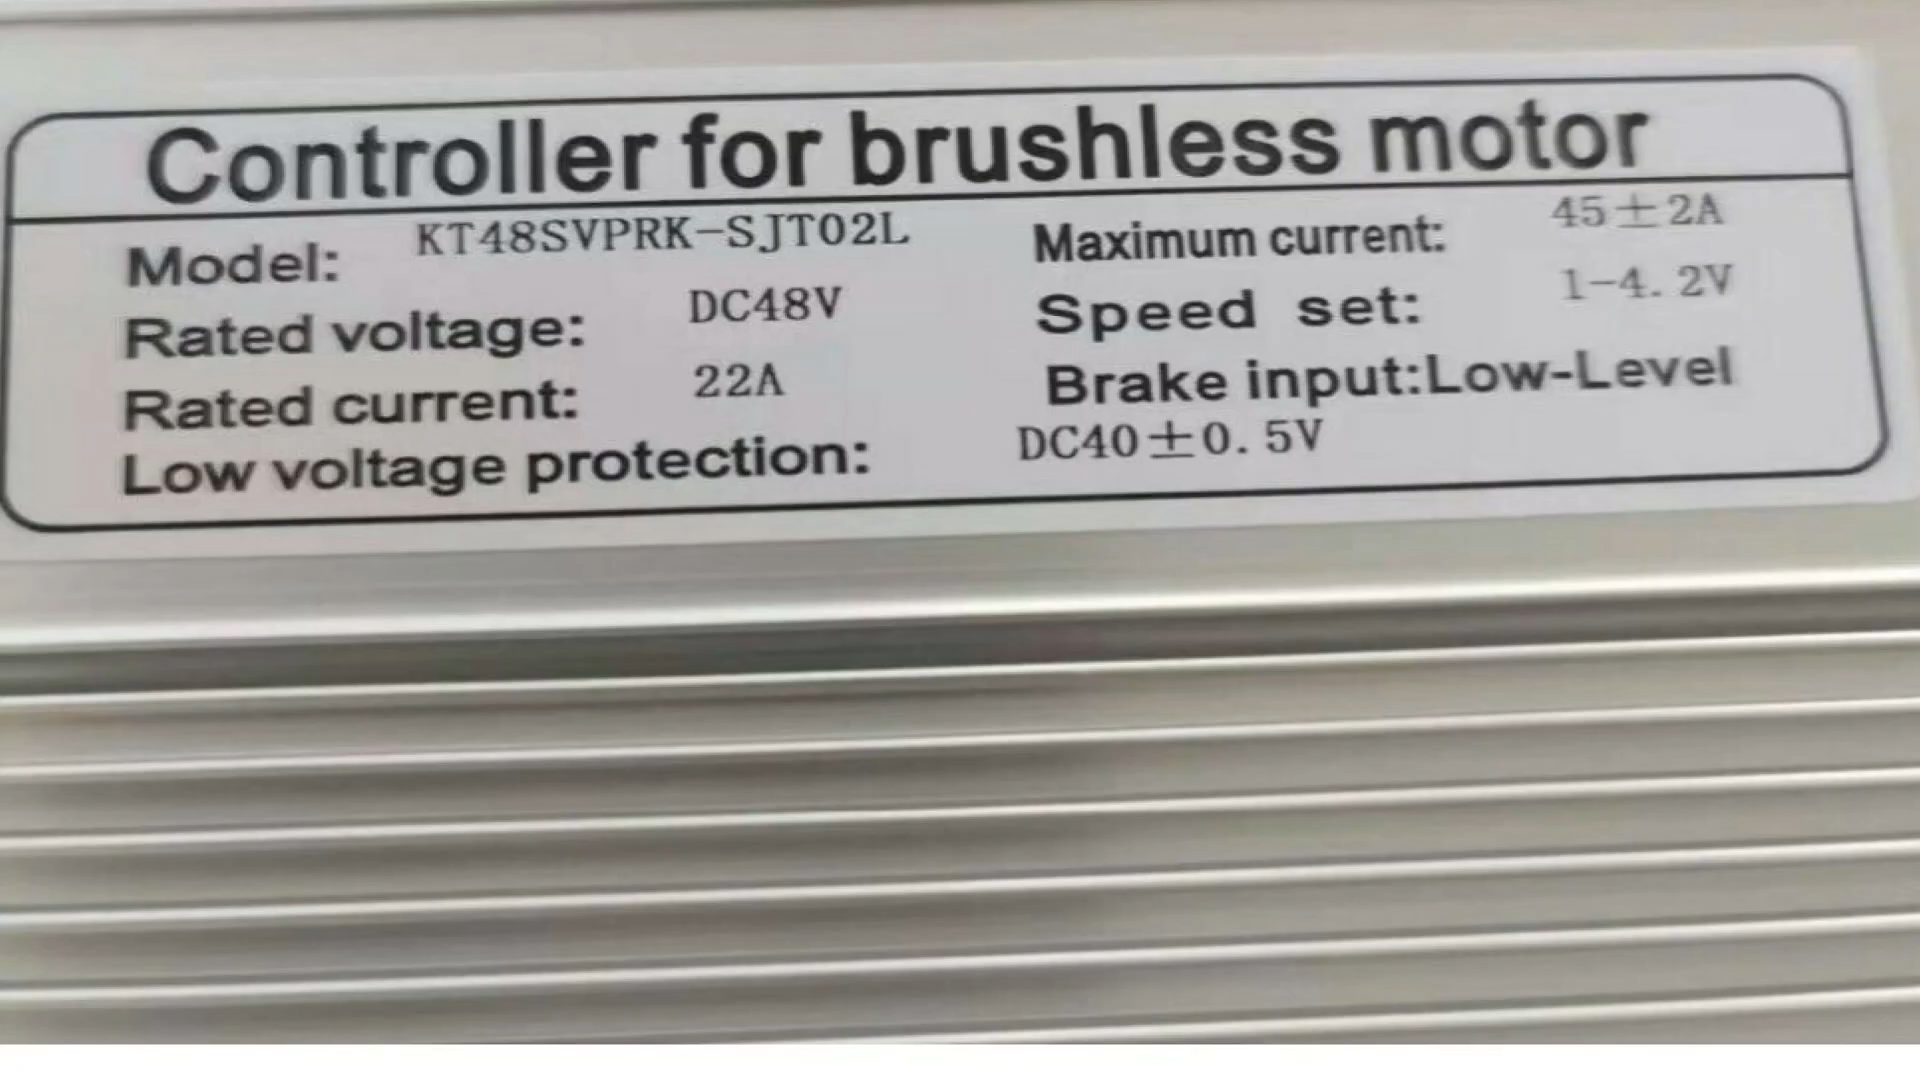 Controller for brushless motor
Model: KT48SVPRK-SJT02L
Maximum current: 45±2A
Rated voltage: DC48V
Speed set: 1-4.2V
Rated current: 22A
Brake input:Low-Level
Low voltage protection: DC40±0.5V